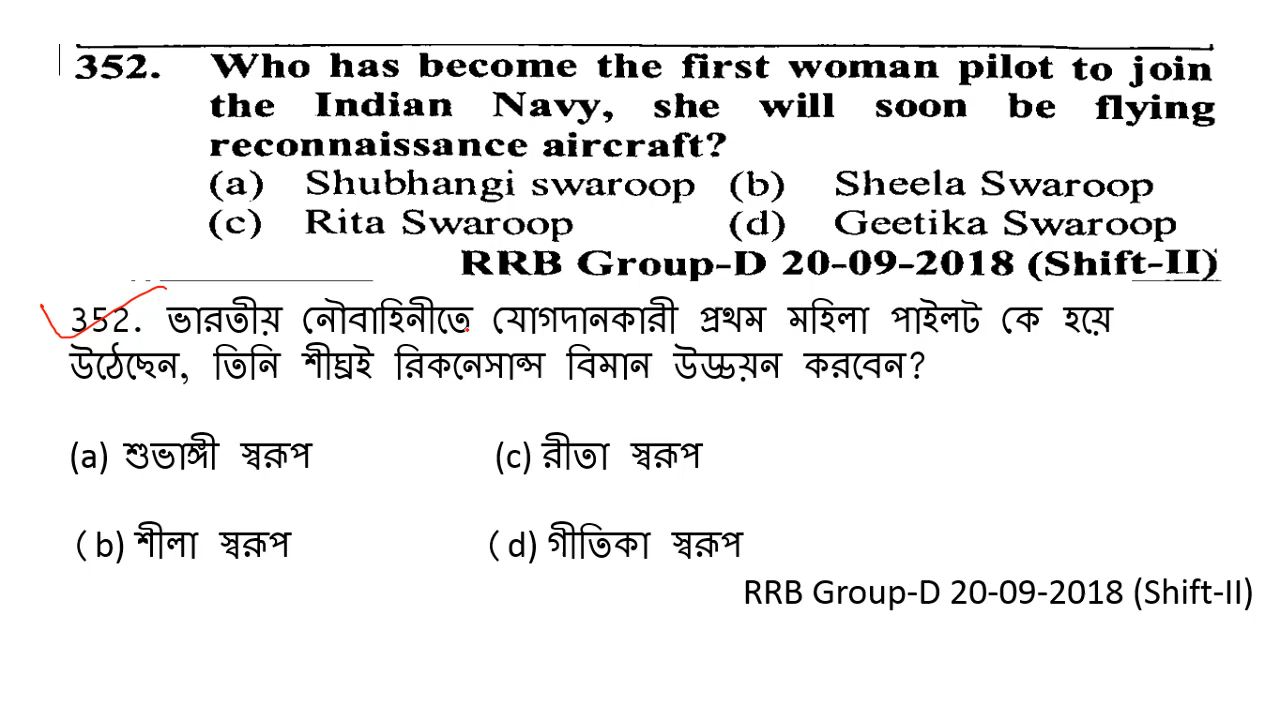 352. Who has become the first woman pilot to join
the Indian Navy, she will soon be flying
reconnaissance aircraft?
(a) Shubhangi swaroop (b) Sheela Swaroop
(c) Rita Swaroop (d) Geetika Swaroop
RRB Group-D 20-09-2018 (Shift-II)
352. ভারতীয় নৌবাহিনীতে যোগদানকারী প্রথম মহিলা পাইলট কে হয়ে
উঠেছেন, তিনি শীঘ্রই রিকনেসান্স বিমান উড্ডয়ন করবেন?
(a) শুভাঙ্গী স্বরূপ (c) রীতা স্বরূপ
(b) শীলা স্বরূপ (d) গীতিকা স্বরূপ
RRB Group-D 20-09-2018 (Shift-II)